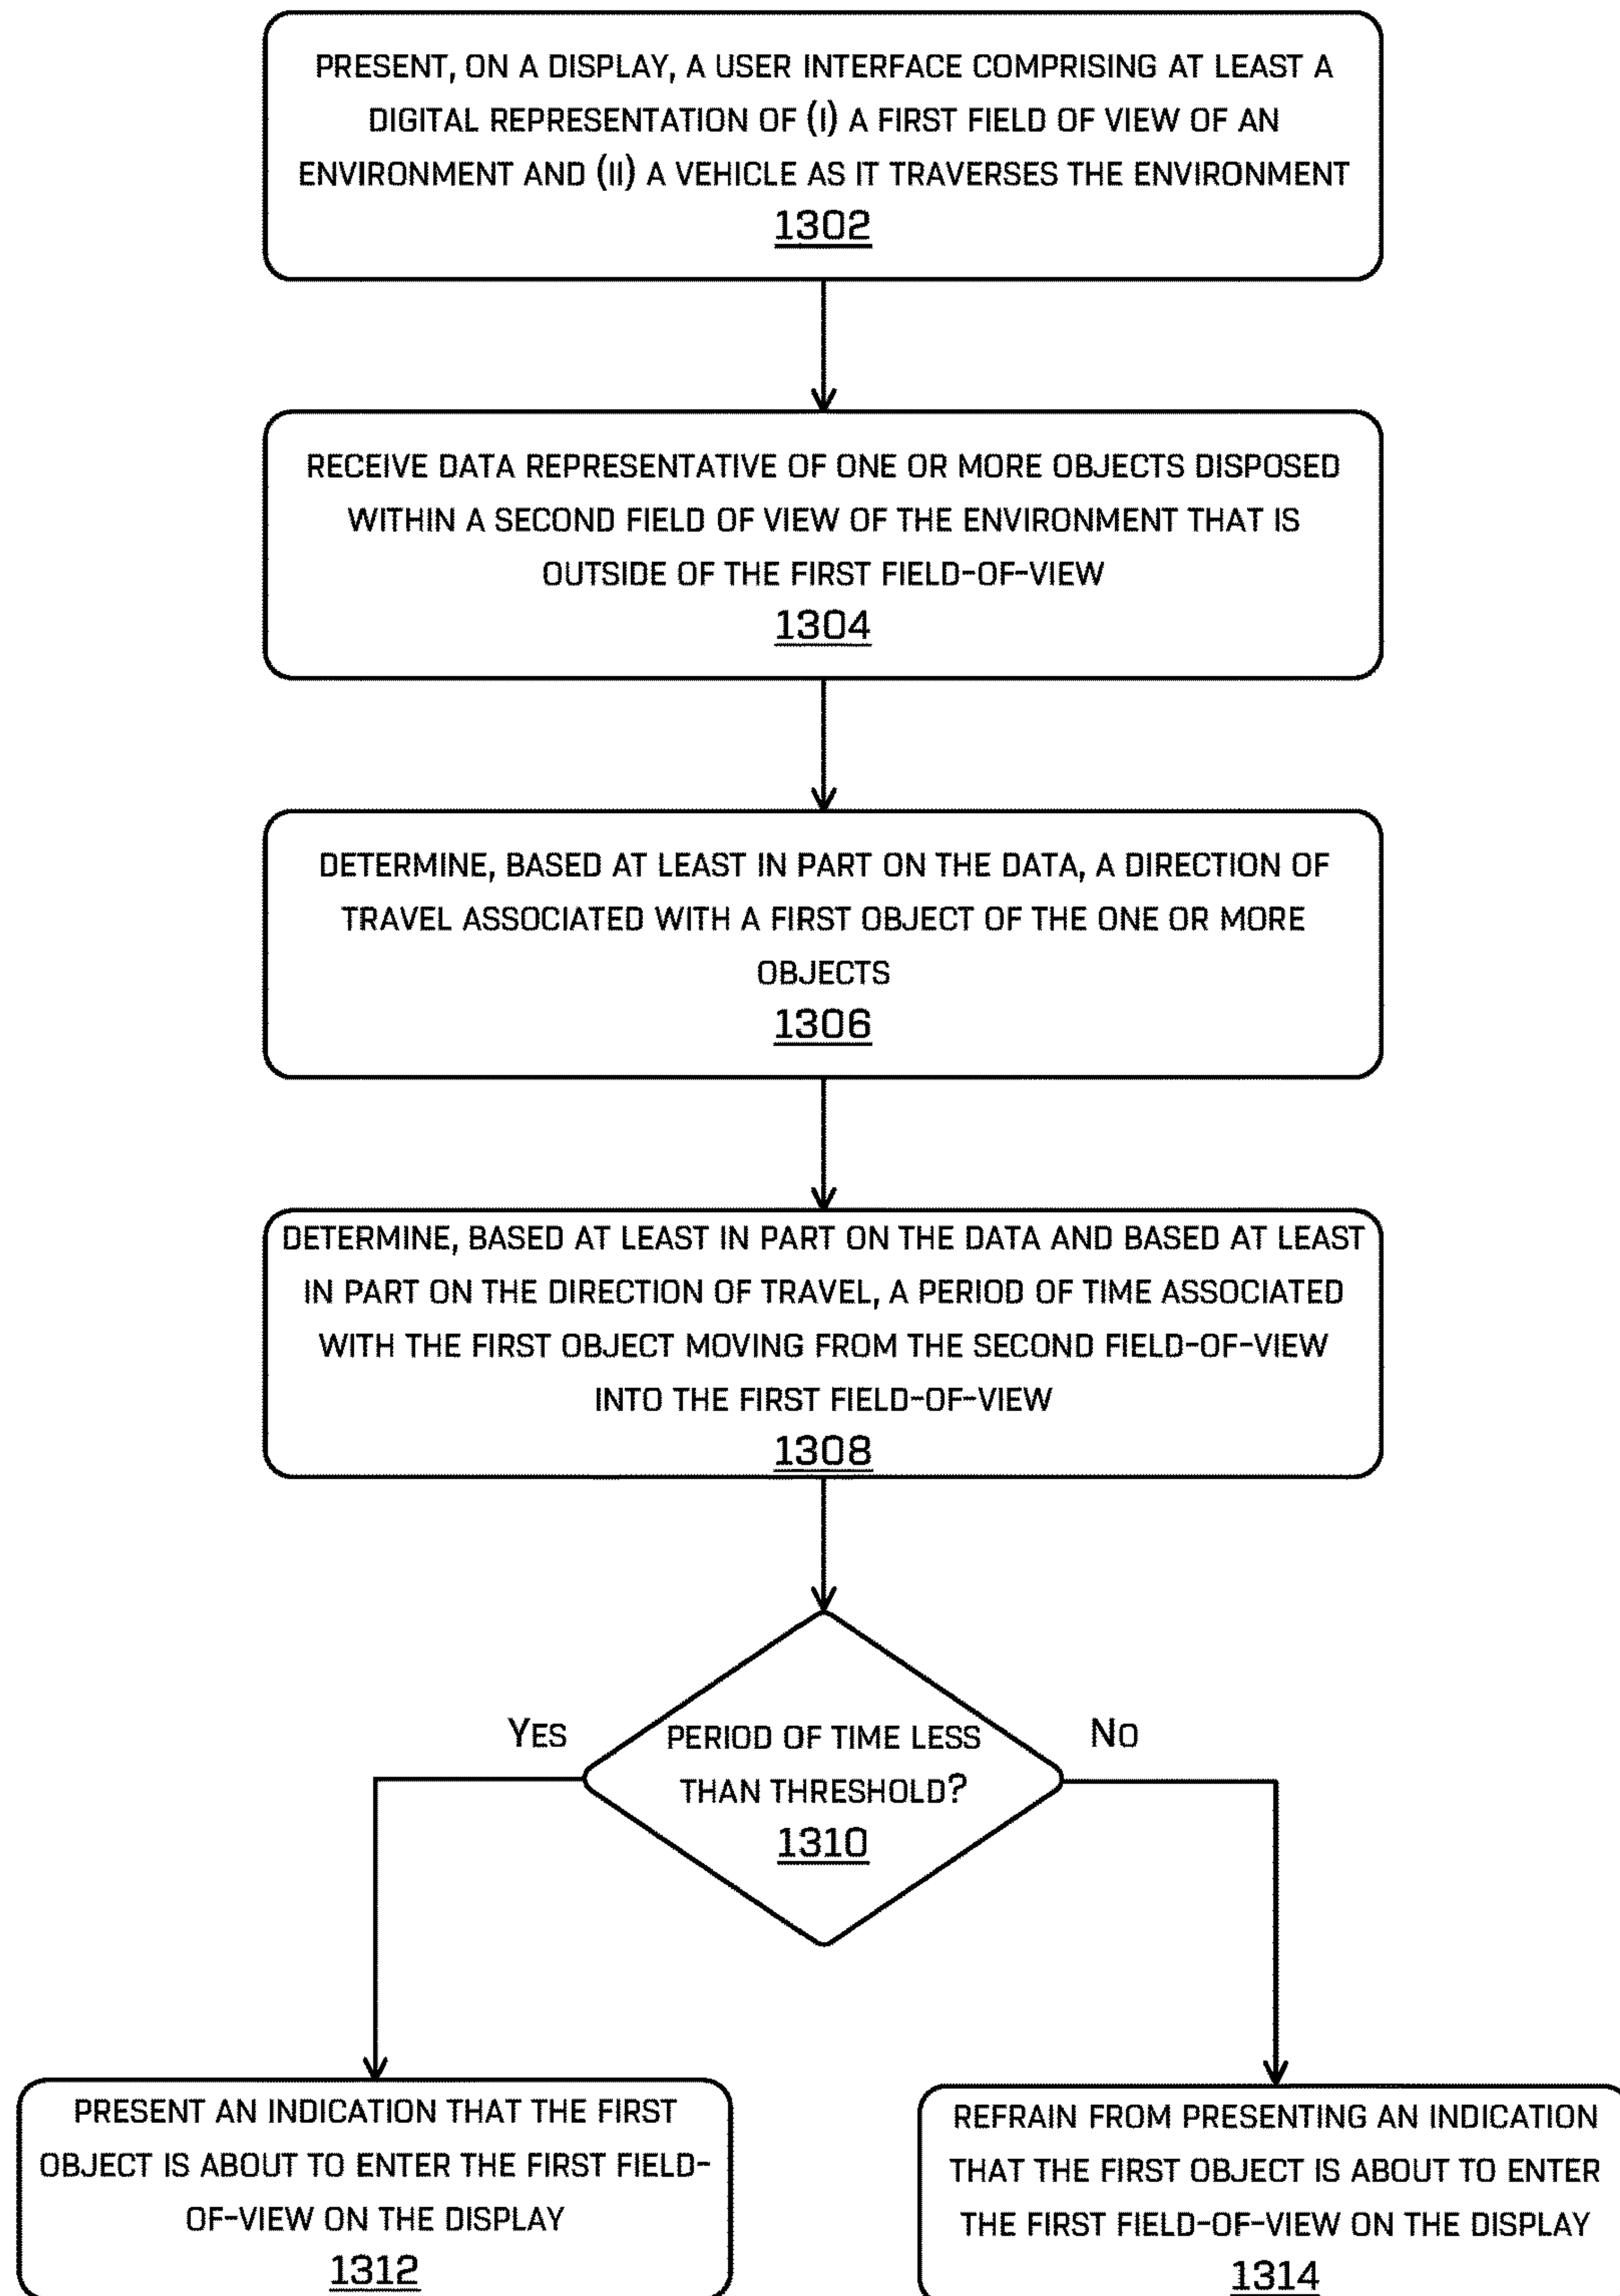 PRESENT, ON A DISPLAY, A USER INTERFACE COMPRISING AT LEAST A
DIGITAL REPRESENTATION OF (I) A FIRST FIELD OF VIEW OF AN
ENVIRONMENT AND (II) A VEHICLE AS IT TRAVERSES THE ENVIRONMENT
1302
RECEIVE DATA REPRESENTATIVE OF ONE OR MORE OBJECTS DISPOSED
WITHIN A SECOND FIELD OF VIEW OF THE ENVIRONMENT THAT IS
OUTSIDE OF THE FIRST FIELD-OF-VIEW
1304
DETERMINE, BASED AT LEAST IN PART ON THE DATA, A DIRECTION OF
TRAVEL ASSOCIATED WITH A FIRST OBJECT OF THE ONE OR MORE
OBJECTS
1306
DETERMINE, BASED AT LEAST IN PART ON THE DATA AND BASED AT LEAST
IN PART ON THE DIRECTION OF TRAVEL, A PERIOD OF TIME ASSOCIATED
WITH THE FIRST OBJECT MOVING FROM THE SECOND FIELD-OF-VIEW
INTO THE FIRST FIELD-OF-VIEW
1308
YES
NO
PERIOD OF TIME LESS
THAN THRESHOLD?
1310
PRESENT AN INDICATION THAT THE FIRST
OBJECT IS ABOUT TO ENTER THE FIRST FIELD-
OF-VIEW ON THE DISPLAY
1312
REFRAIN FROM PRESENTING AN INDICATION
THAT THE FIRST OBJECT IS ABOUT TO ENTER
THE FIRST FIELD-OF-VIEW ON THE DISPLAY
1314